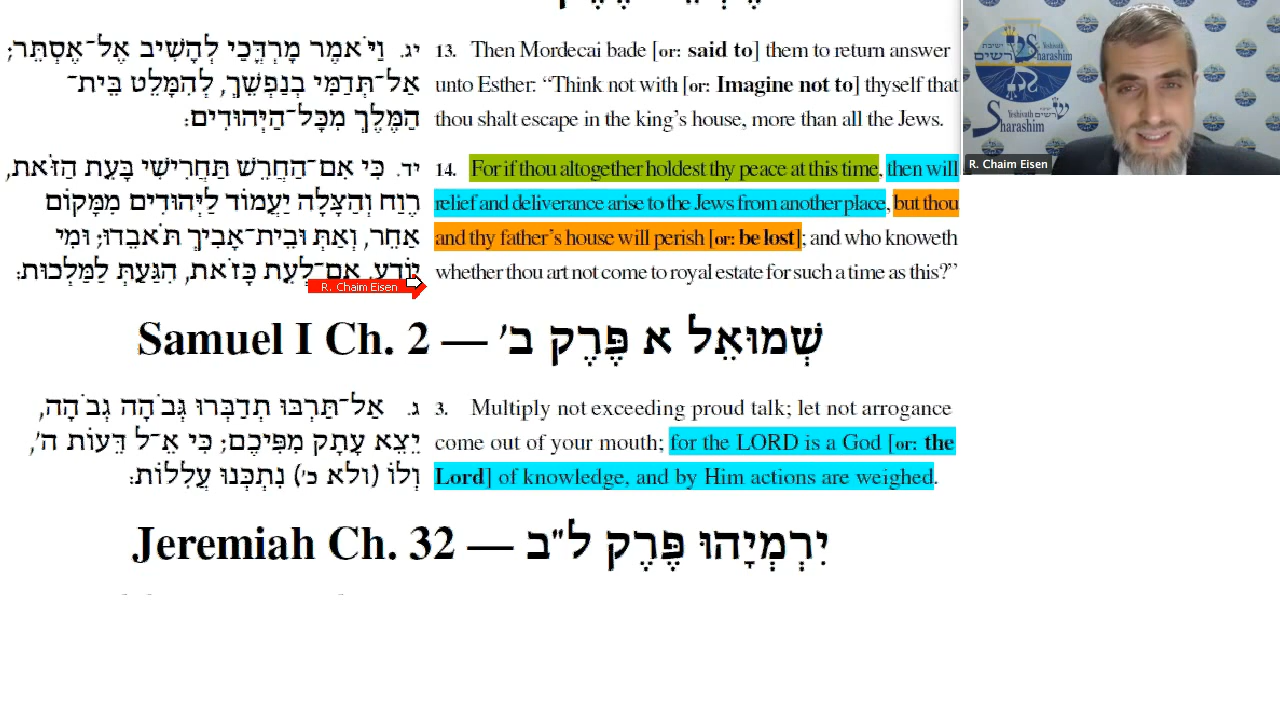 יג. וַיֹּאמֶר מָרְדֳּכַי לְהָשִׁיב אֶל־אֶסְתֵּר;
אַל־תְּדַמִּי בְנַפְשֵׁךְ, לְהִמָּלֵט בֵּית־
הַמֶּלֶךְ מִכׇּל־הַיְּהוּדִים:
13. Then Mordecai bade [or: said to] them to return answer
unto Esther: “Think not with [or: Imagine not to] thyself that
thou shalt escape in the king’s house, more than all the Jews.
יד. כִּי אִם־הַחֲרֵשׁ תַּחֲרִישִׁי בָּעֵת הַזֹּאת,
רֶוַח וְהַצָּלָה יַעֲמוֹד לַיְּהוּדִים מִמָּקוֹם
אַחֵר, וְאַתְּ וּבֵית־אָבִיךְ תֹּאבֵדוּ; וּמִי
יוֹדֵעַ, אִם־לְעֵת כָּזֹאת, הִגַּעַתְּ לַמַּלְכוּת:
14. For if thou altogether holdest thy peace at this time, then will
relief and deliverance arise to the Jews from another place, but thou
and thy father’s house will perish [or: be lost]; and who knoweth
whether thou art not come to royal estate for such a time as this?”
R. Chaim Eisen
Samuel I Ch. 2 — שְׁמוּאֵל א פֶּרֶק ב’
ג. אַל־תַּרְבּוּ תְדַבְּרוּ גְּבֹהָה גְבֹהָה,
יֵצֵא עָתָק מִפִּיכֶם; כִּי אֵ־ל דֵּעוֹת ה’,
וְלוֹ (ולא כ’) נִתְכְּנוּ עֲלִלוֹת:
3. Multiply not exceeding proud talk; let not arrogance
come out of your mouth; for the LORD is a God [or: the
Lord] of knowledge, and by Him actions are weighed.
Jeremiah Ch. 32 — יִרְמְיָהוּ פֶּרֶק ל"ב
Yeshivath
Sharashim
Yeshivath שרשים
Sharashim
R. Chaim Eisen